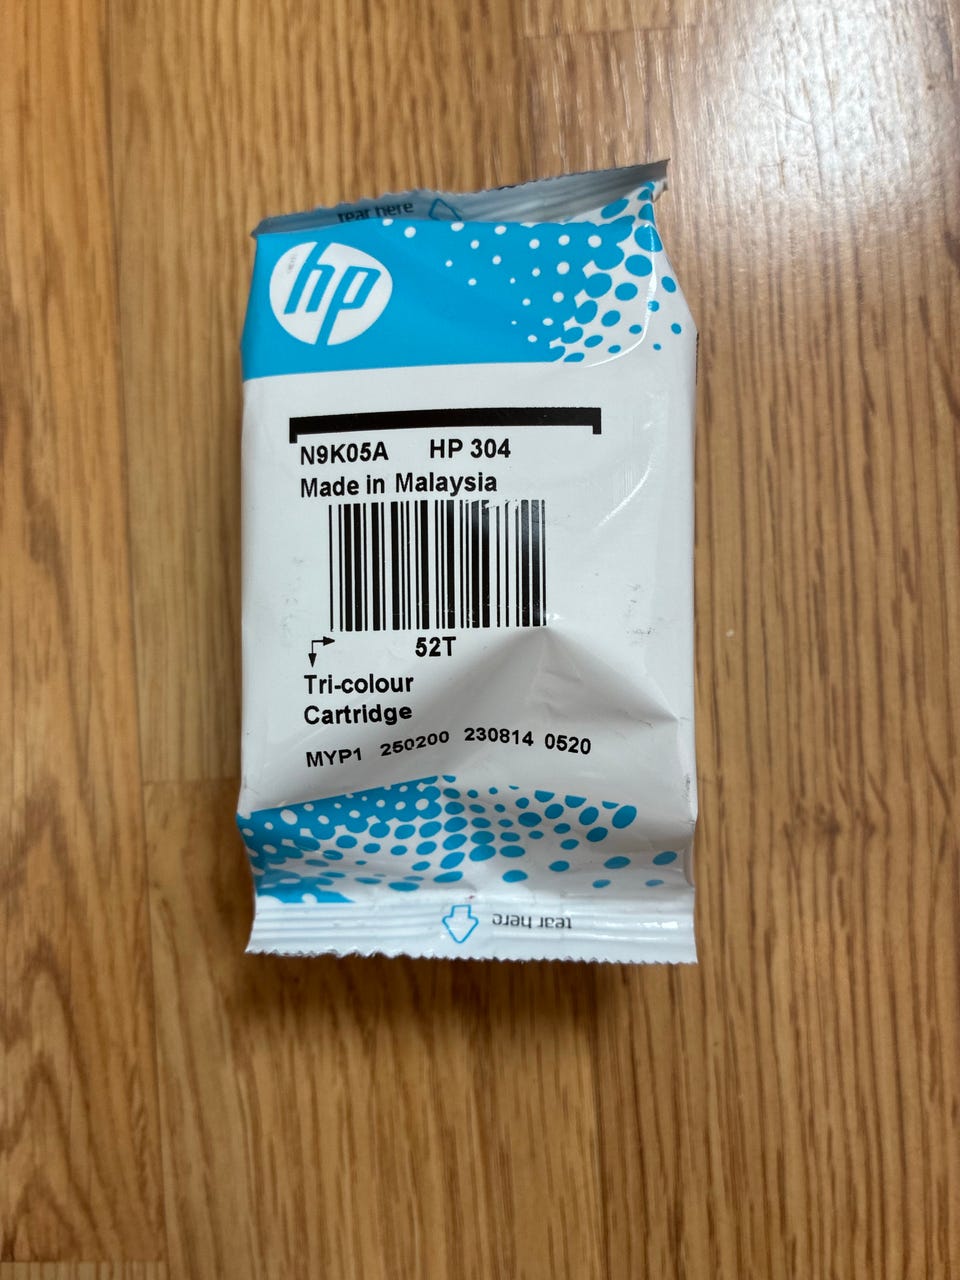 tear here
hp
N9K05A HP 304
Made in Malaysia
52T
Tri-colour
Cartridge
MYP1 250200 230814 0520
tear here